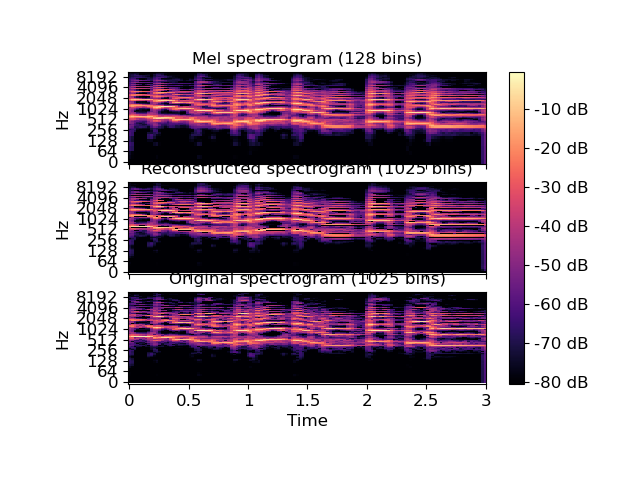 Mel spectrogram (128 bins)
8192
4096
2048
1024
512
256
128
64
0
Hz
Reconstructed spectrogram (1025 bins)
8192
4096
2048
1024
512
256
128
64
0
Hz
Original spectrogram (1025 bins)
8192
4096
2048
1024
512
256
128
64
0
Hz
0 0.5 1 1.5 2 2.5 3
Time
-10 dB
-20 dB
-30 dB
-40 dB
-50 dB
-60 dB
-70 dB
-80 dB